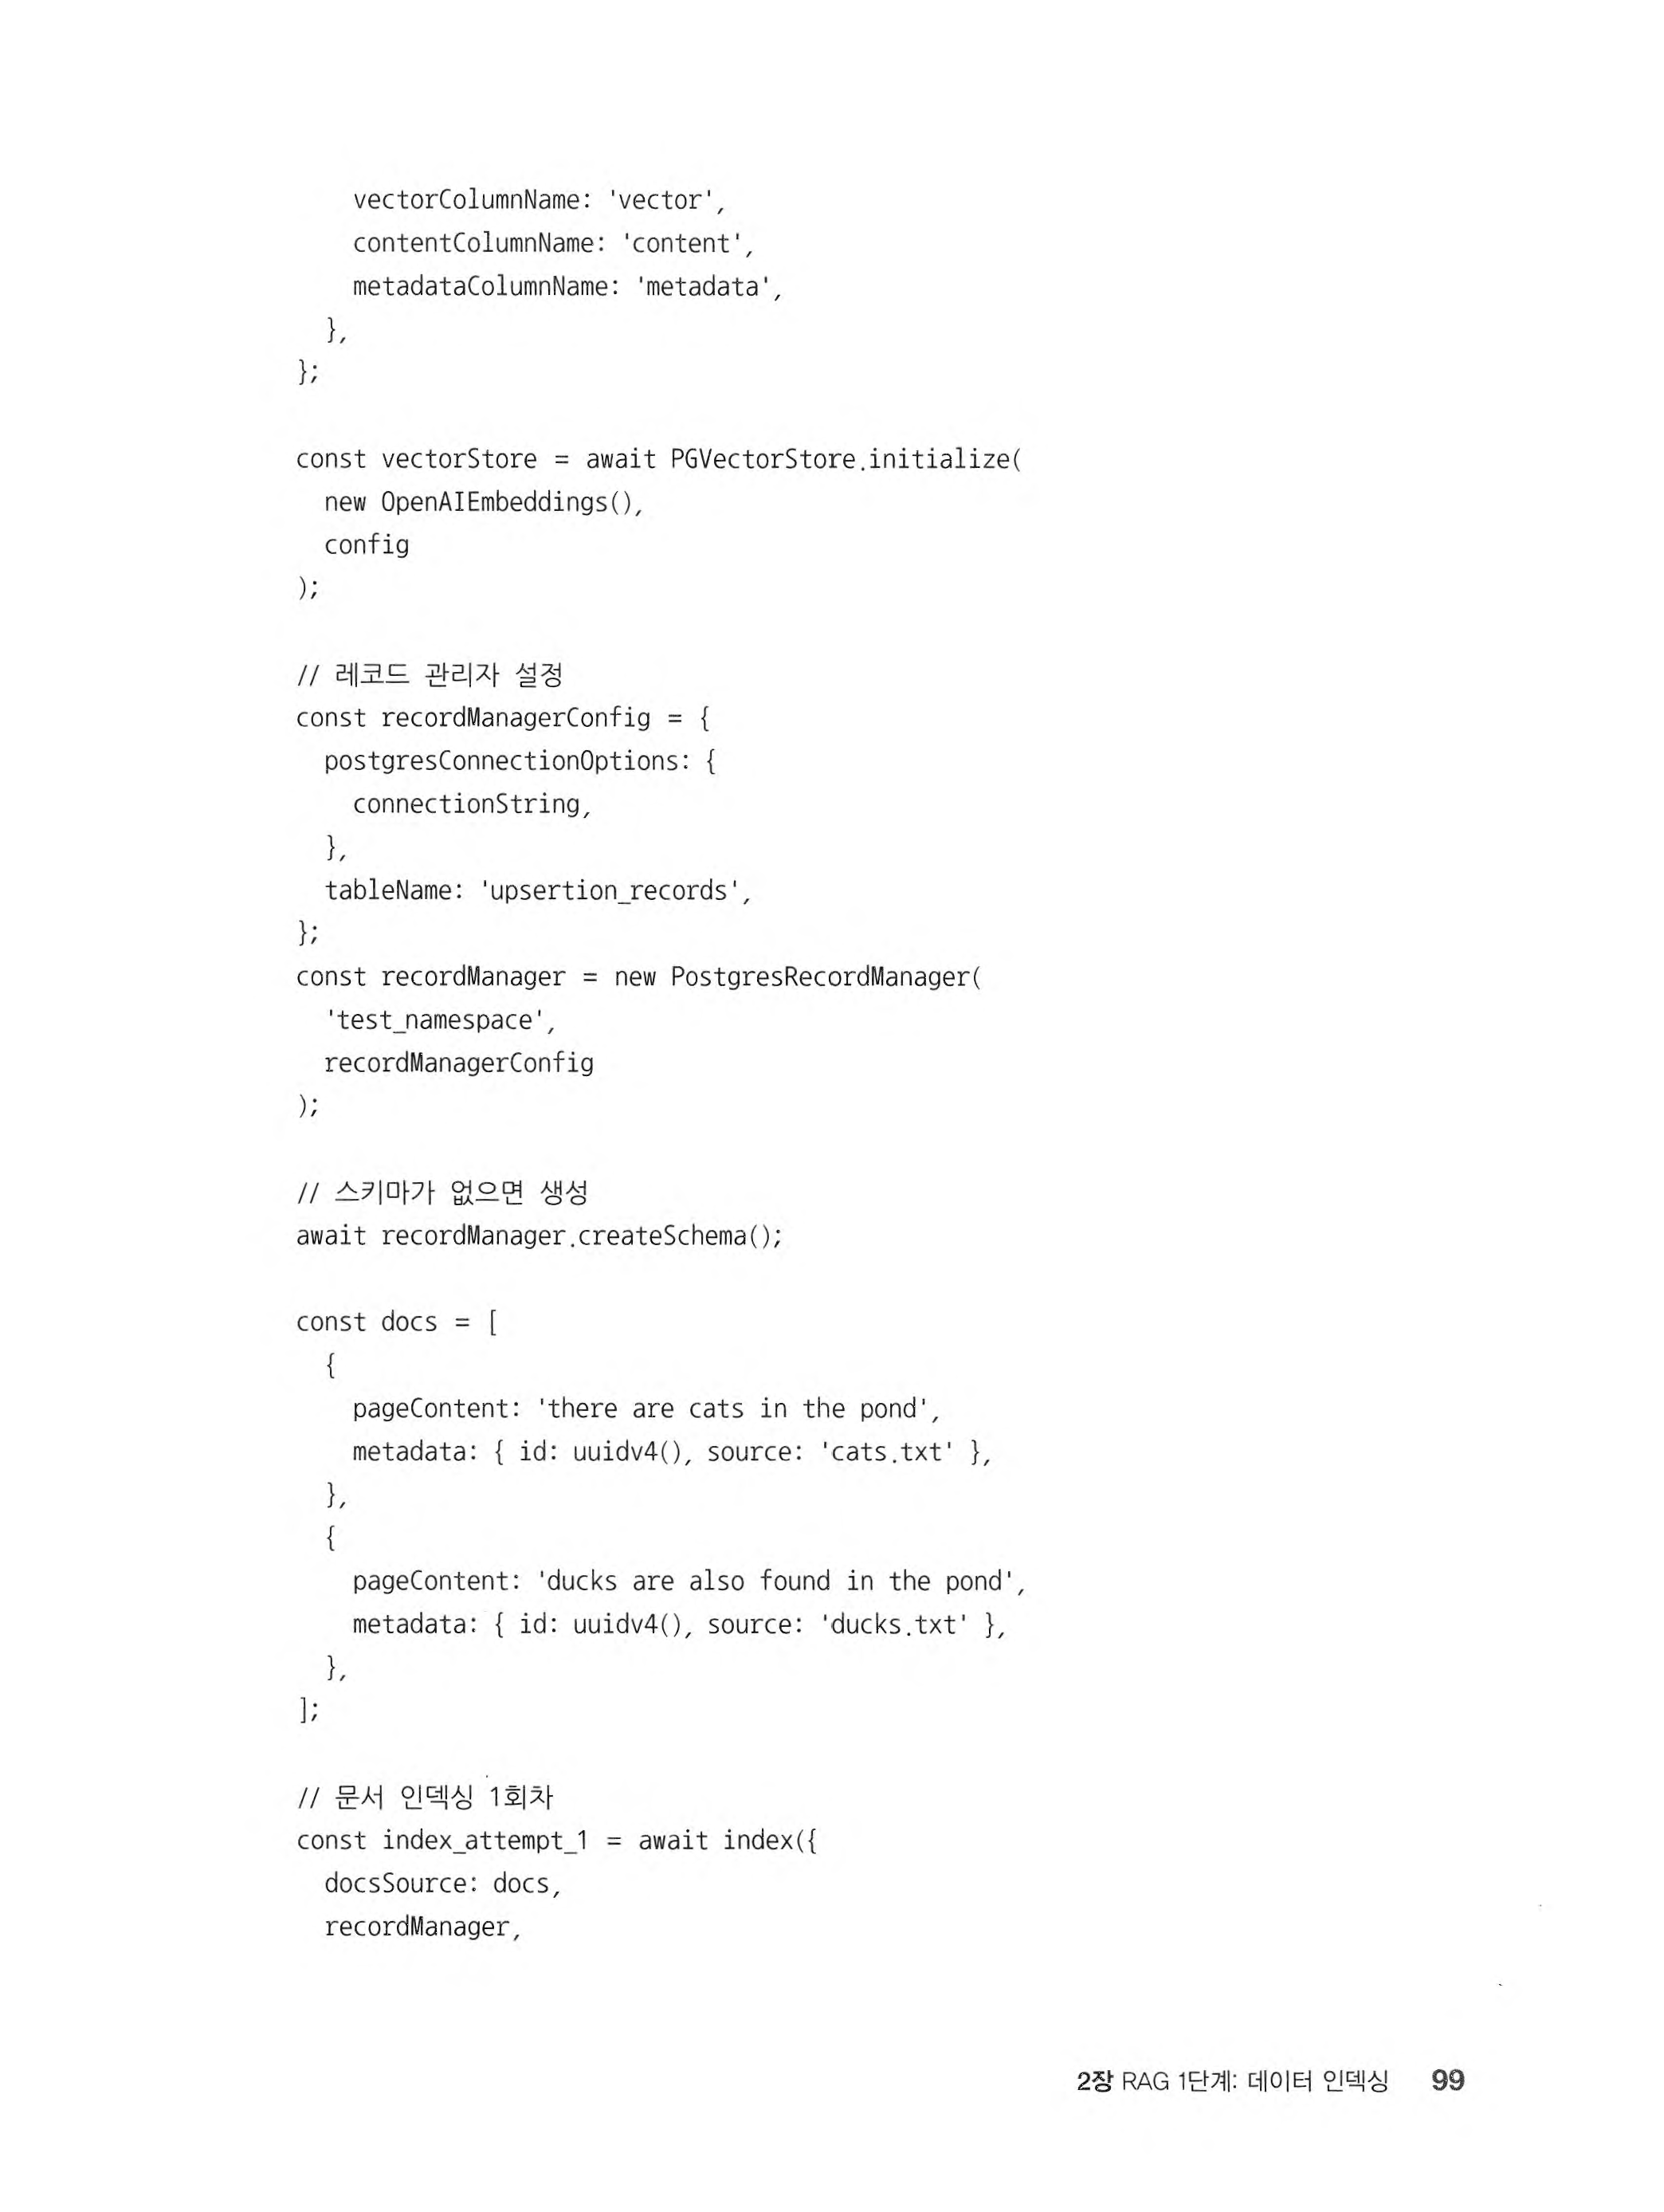 vectorColumnName: 'vector',
    contentColumnName: 'content',
    metadataColumnName: 'metadata',
  },
};

const vectorStore = await PGVectorStore.initialize(
  new OpenAIEmbeddings(),
  config
);

// 레코드 관리자 설정
const recordManagerConfig = {
  postgresConnectionOptions: {
    connectionString,
  },
  tableName: 'upsertion_records',
};
const recordManager = new PostgresRecordManager(
  'test_namespace',
  recordManagerConfig
);

// 스키마가 없으면 생성
await recordManager.createSchema();

const docs = [
  {
    pageContent: 'there are cats in the pond',
    metadata: { id: uuidv4(), source: 'cats.txt' },
  },
  {
    pageContent: 'ducks are also found in the pond',
    metadata: { id: uuidv4(), source: 'ducks.txt' },
  },
];

// 문서 인덱싱 1회차
const index_attempt_1 = await index({
  docsSource: docs,
  recordManager,

2장 RAG 1단계: 데이터 인덱싱 99